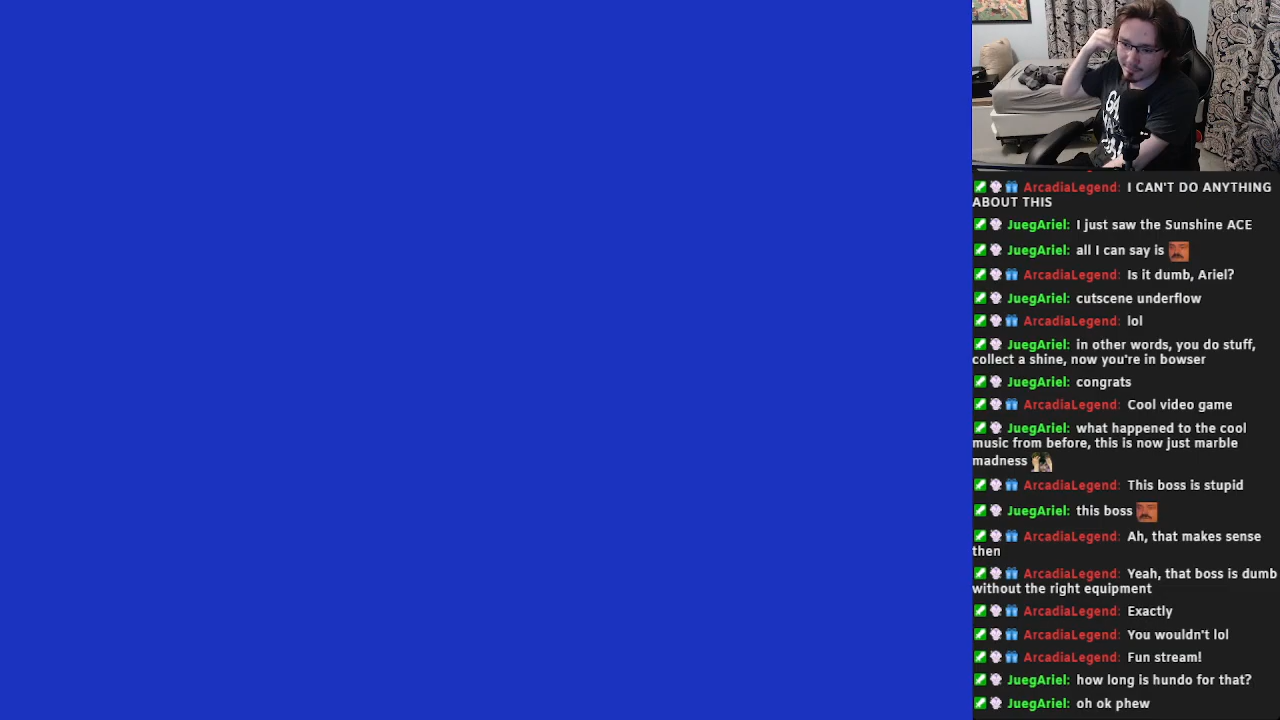 ArcadiaLegend: I CAN'T DO ANYTHING
ABOUT THIS
JuegAriel: I just saw the Sunshine ACE
JuegAriel: all I can say is
ArcadiaLegend: Is it dumb, Ariel?
JuegAriel: cutscene underflow
ArcadiaLegend: lol
JuegAriel: in other words, you do stuff,
collect a shine, now you're in bowser
JuegAriel: congrats
ArcadiaLegend: Cool video game
JuegAriel: what happened to the cool
music from before, this is now just marble
madness
ArcadiaLegend: This boss is stupid
JuegAriel: this boss
ArcadiaLegend: Ah, that makes sense
then
ArcadiaLegend: Yeah, that boss is dumb
without the right equipment
ArcadiaLegend: Exactly
ArcadiaLegend: You wouldn't lol
ArcadiaLegend: Fun stream!
JuegAriel: how long is hundo for that?
JuegAriel: oh ok phew